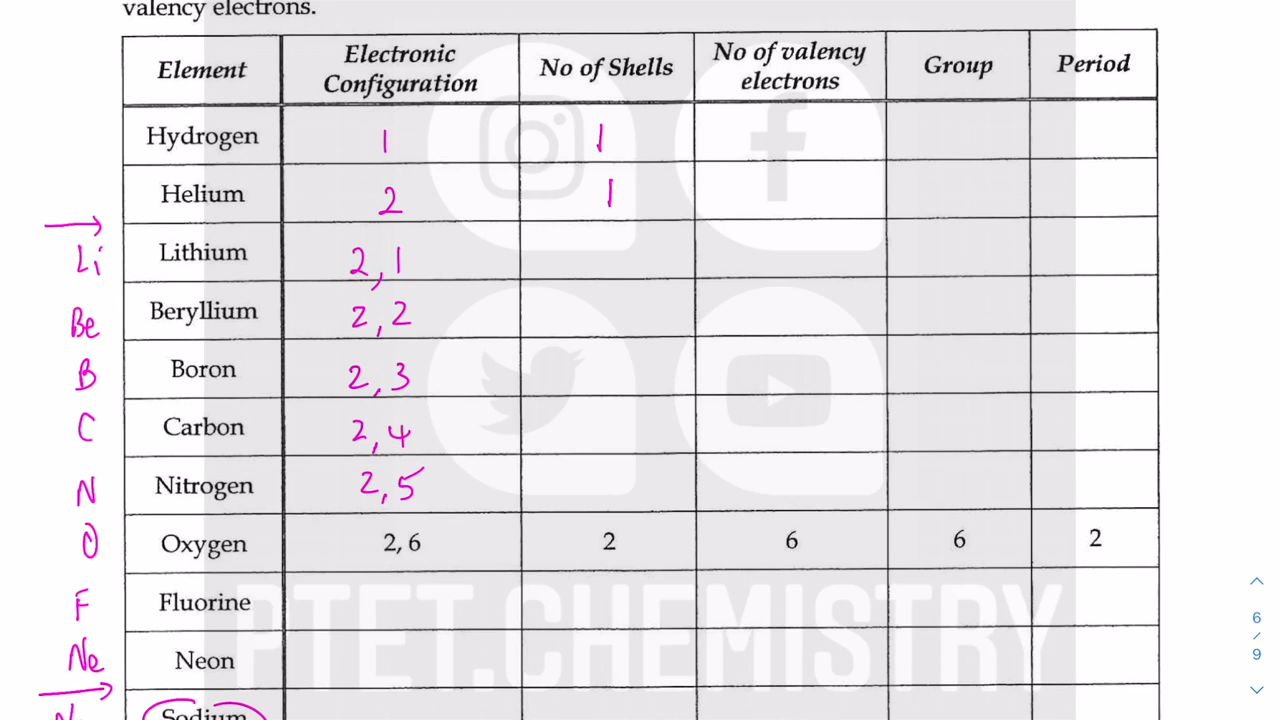 valency electrons.
Element Electronic Configuration No of Shells No of valency electrons Group Period
Hydrogen 1 1
Helium 2 1
Li Lithium 2,1
Be Beryllium 2,2
B Boron 2,3
C Carbon 2,4
N Nitrogen 2,5
O Oxygen 2, 6 2 6 6 2
F Fluorine
PTET.CHEMISTRY
Ne Neon
Sodium
6
/
9